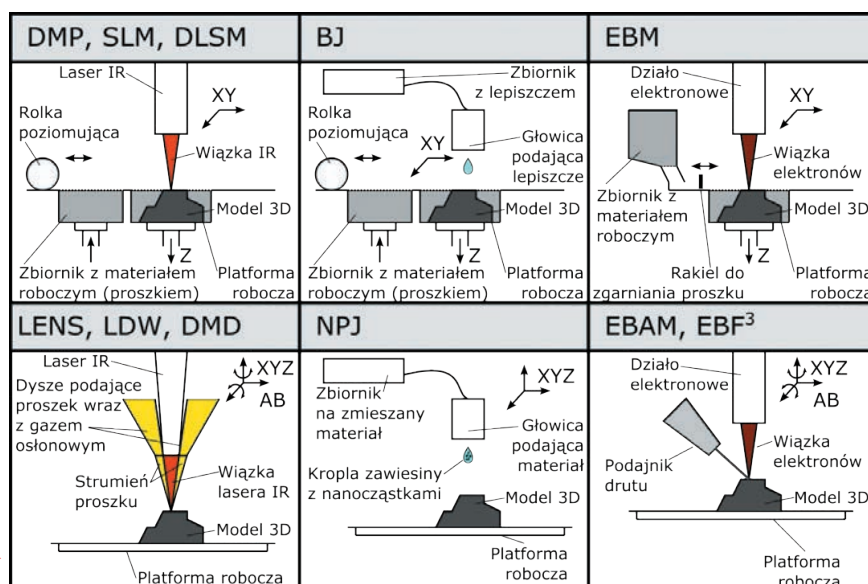 DMP, SLM, DLSM
Laser IR
XY
Rolka
poziomująca
Wiązka IR
Model 3D
Z
Zbiornik z materiałem
roboczym (proszkiem)
Platforma
robocza
BJ
Zbiornik
z lepiszczem
Rolka
poziomująca
XY
Głowica
podająca
lepiszcze
Model 3D
Z
Zbiornik z materiałem
roboczym (proszkiem)
Platforma
robocza
EBM
Działo
elektronowe
XY
Wiązka
elektronów
Zbiornik z
materiałem
roboczym
Model 3D
Z
Rakiel do
zgarniania proszku
Platforma
robocza
LENS, LDW, DMD
Laser IR
XYZ
AB
Dysze podające
proszek wraz
z gazem
osłonowym
Strumień
proszku
Wiązka
lasera IR
Model 3D
Platforma robocza
NPJ
Zbiornik
na zmieszany
materiał
XYZ
Głowica
podająca
materiał
Kropla zawiesiny
z nanocząstkami
Model 3D
Platforma
robocza
EBAM, EBF³
Działo
elektronowe
XYZ
AB
Podajnik
drutu
Wiązka
elektronów
Model 3D
Platforma
robocza